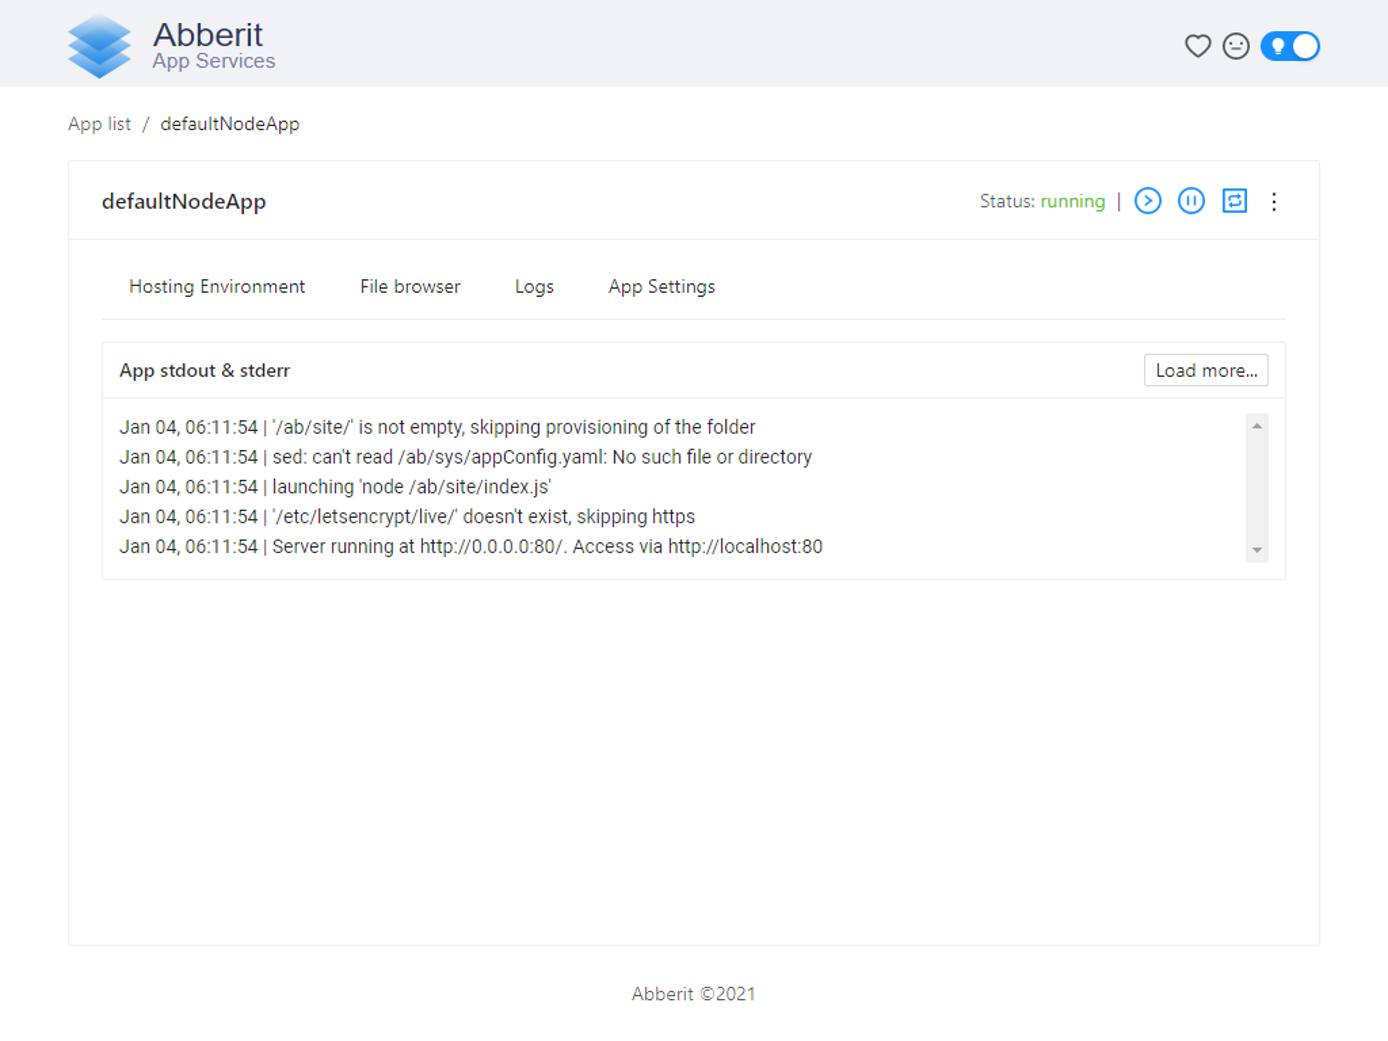 Abberit
App Services
App list / defaultNodeApp
defaultNodeApp
Status: running |
Hosting Environment File browser Logs App Settings
App stdout & stderr
Load more...
Jan 04, 06:11:54 | '/ab/site/' is not empty, skipping provisioning of the folder
Jan 04, 06:11:54 | sed: can't read /ab/sys/appConfig.yaml: No such file or directory
Jan 04, 06:11:54 | launching 'node /ab/site/index.js'
Jan 04, 06:11:54 | '/etc/letsencrypt/live/' doesn't exist, skipping https
Jan 04, 06:11:54 | Server running at http://0.0.0.0:80/. Access via http://localhost:80
Abberit ©2021